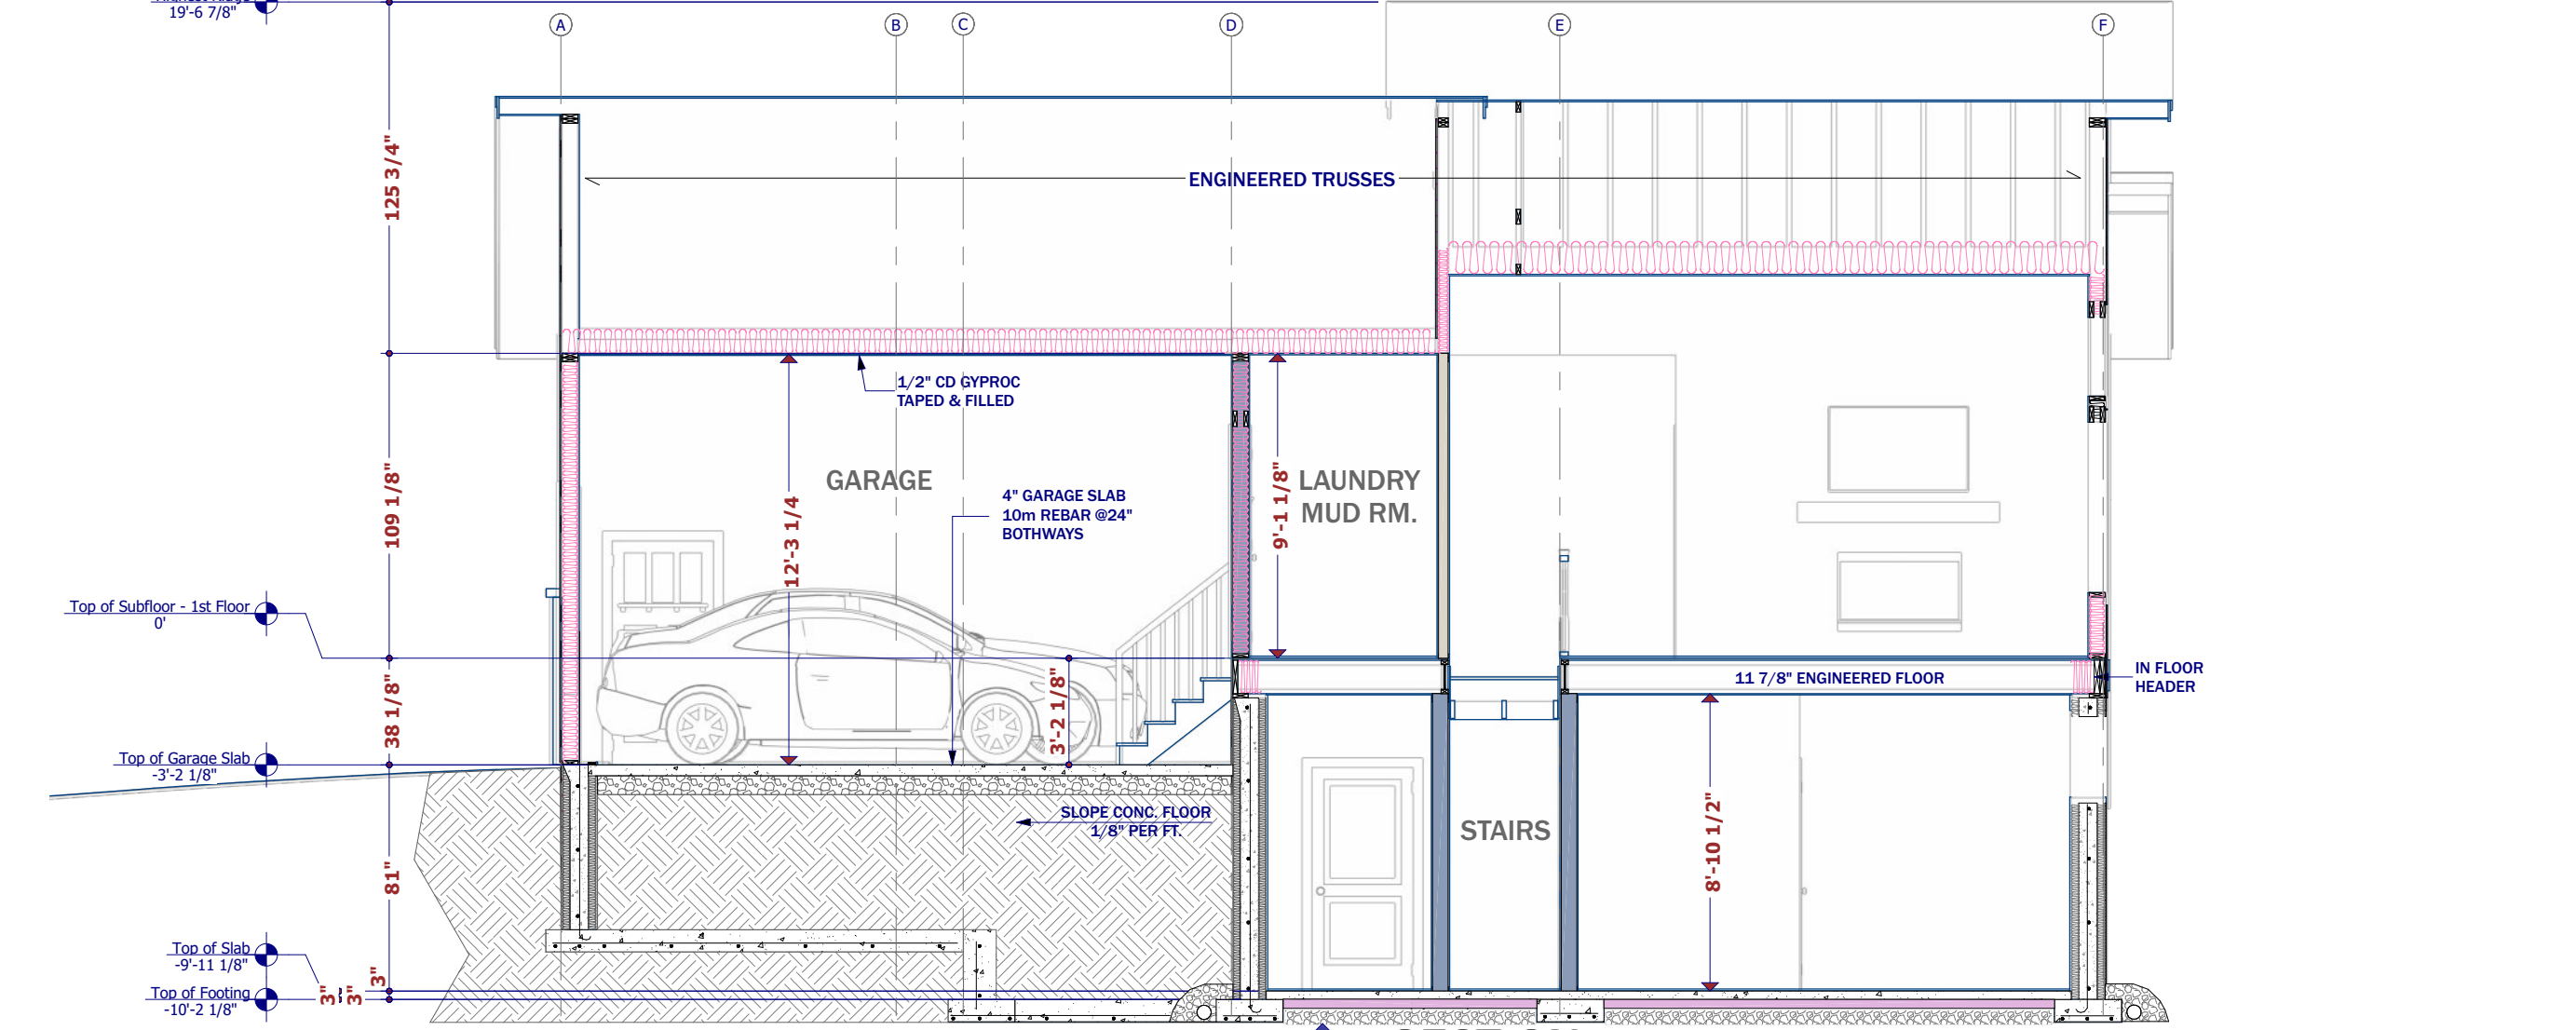 19'-6 7/8"
A
B
C
D
E
F
125 3/4"
ENGINEERED TRUSSES
1/2" CD GYPROC
TAPED & FILLED
109 1/8"
GARAGE
12'-3 1/4
4" GARAGE SLAB
10m REBAR @24"
BOTHWAYS
9'-1 1/8"
LAUNDRY
MUD RM.
Top of Subfloor - 1st Floor
0'
38 1/8"
3'-2 1/8"
11 7/8" ENGINEERED FLOOR
IN FLOOR
HEADER
Top of Garage Slab
-3'-2 1/8"
SLOPE CONC. FLOOR
1/8" PER FT.
STAIRS
8'-10 1/2"
81"
Top of Slab
-9'-11 1/8"
3"
3"
3"
Top of Footing
-10'-2 1/8"